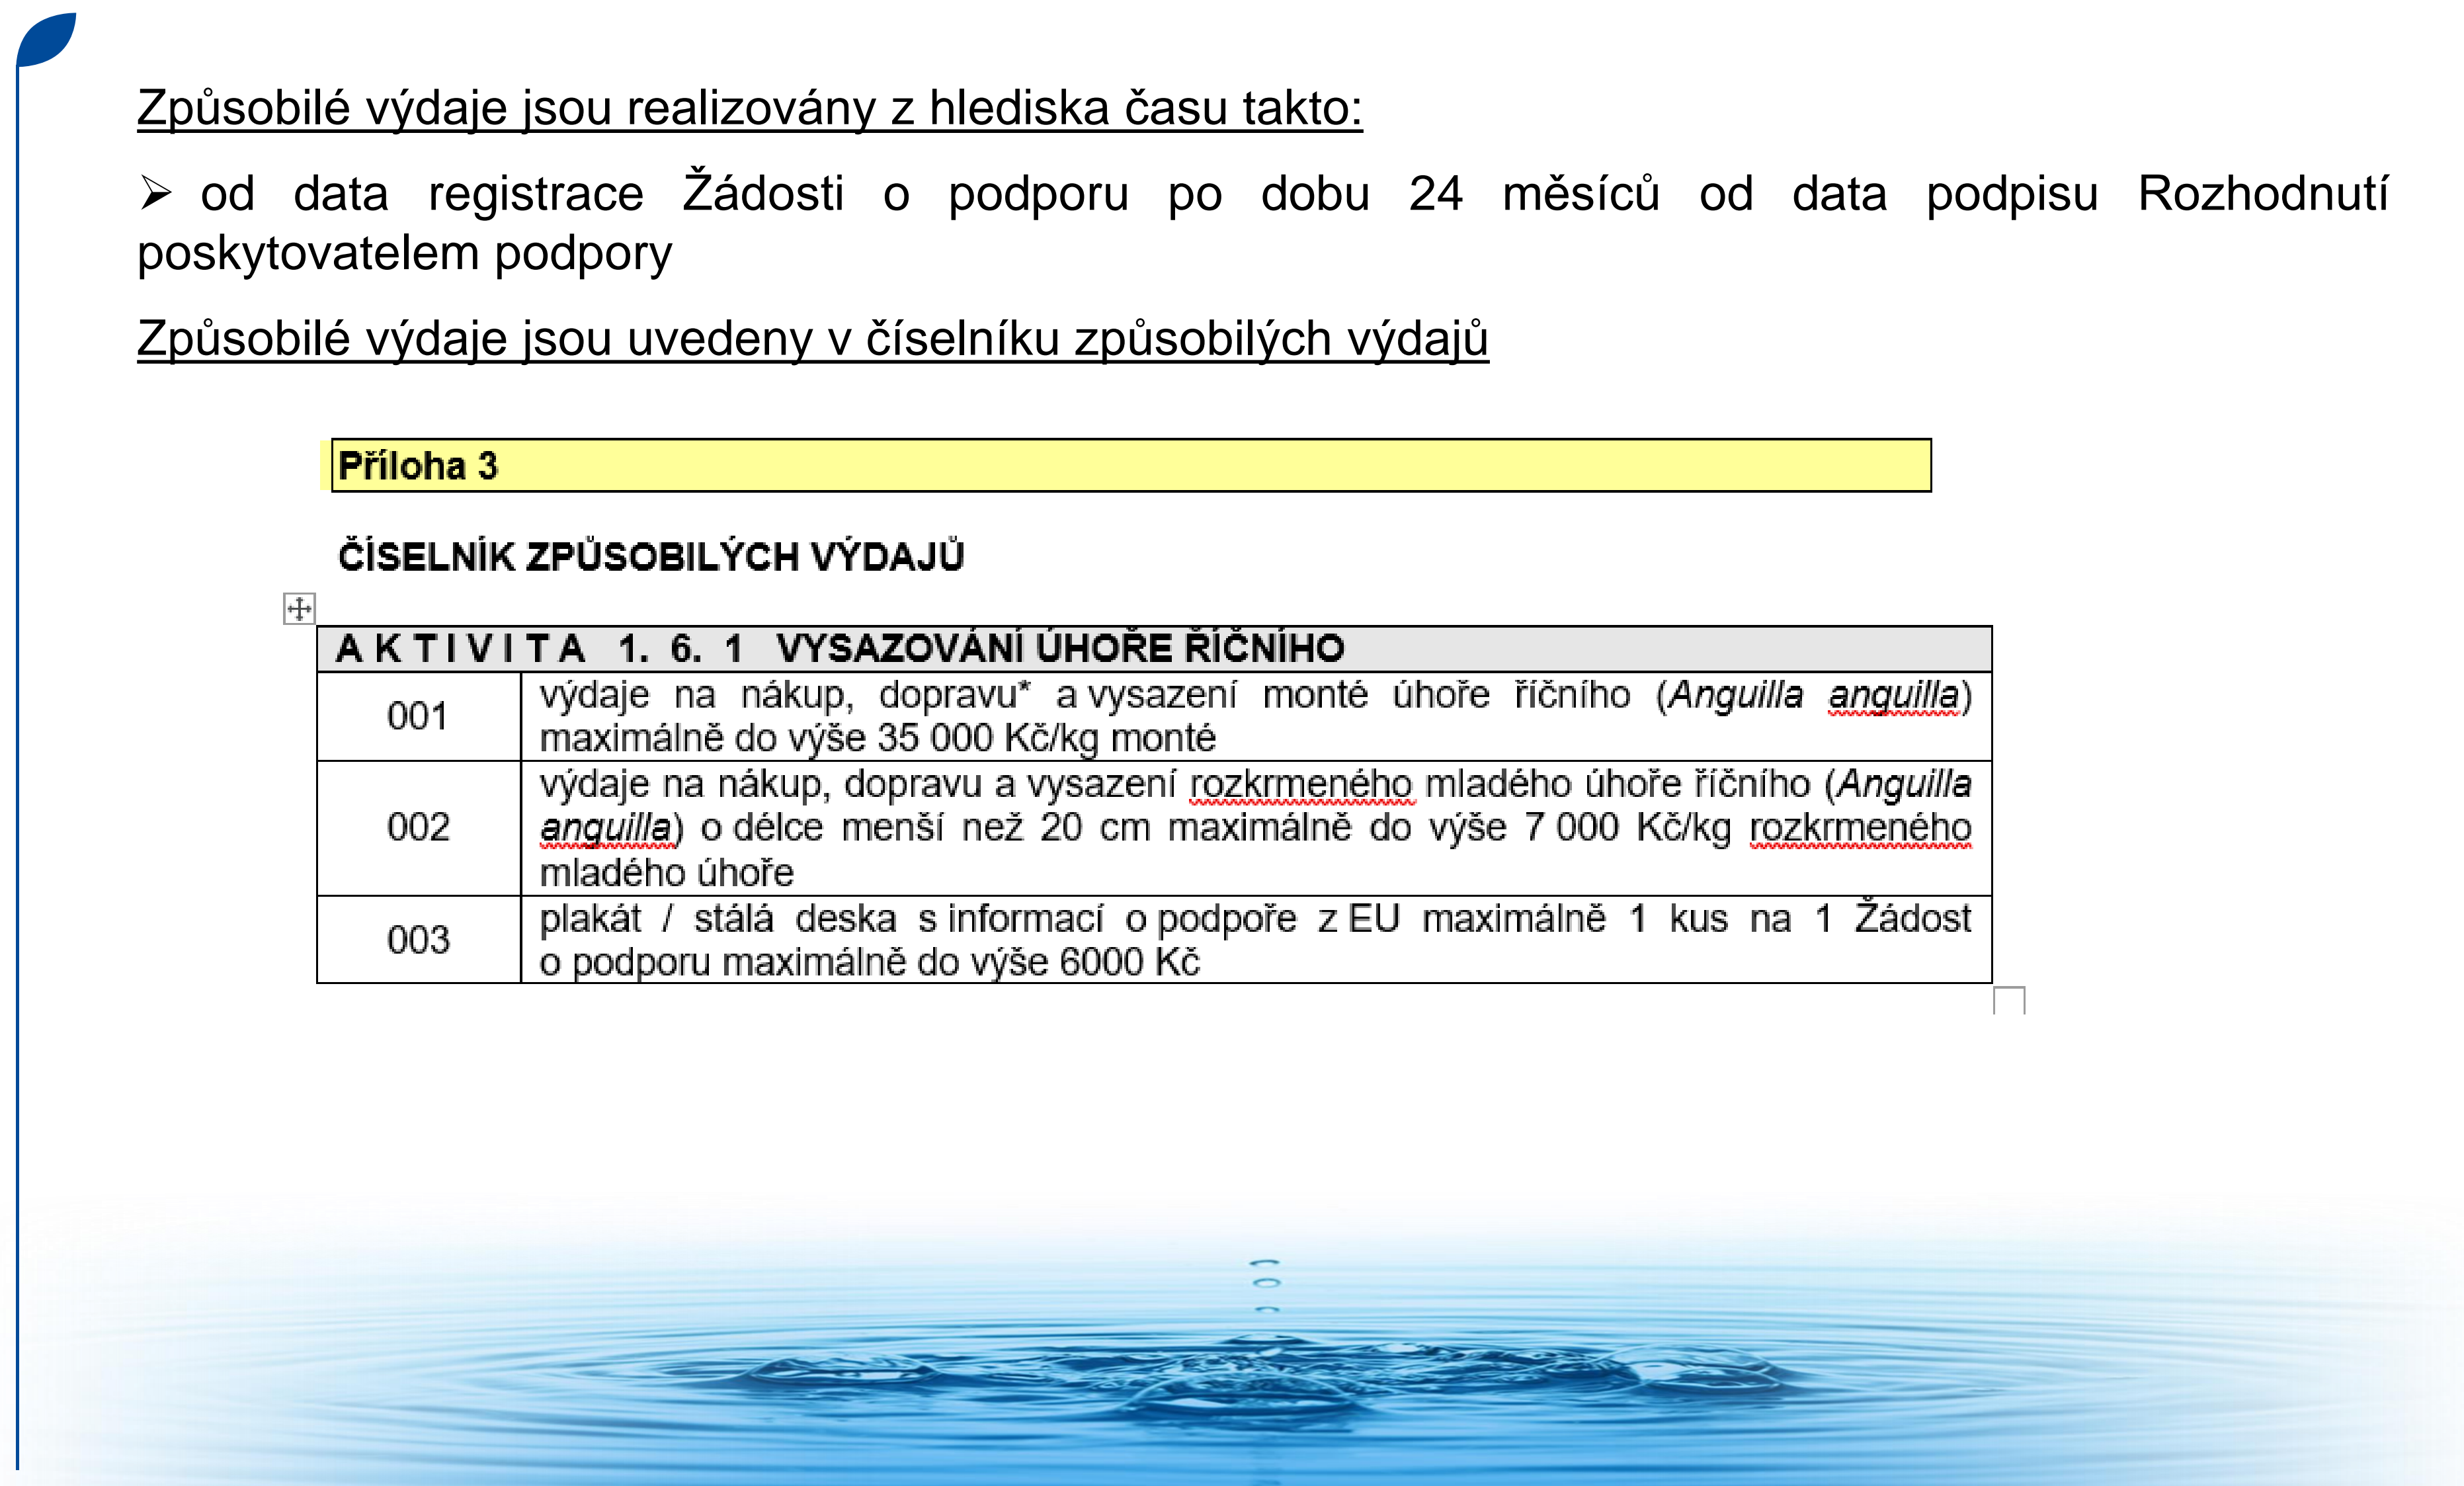 Způsobilé výdaje jsou realizovány z hlediska času takto:
➢ od data registrace Žádosti o podporu po dobu 24 měsíců od data podpisu Rozhodnutí
poskytovatelem podpory
Způsobilé výdaje jsou uvedeny v číselníku způsobilých výdajů
Příloha 3
ČÍSELNÍK ZPŮSOBILÝCH VÝDAJŮ
A K T I V I T A 1. 6. 1 VYSAZOVÁNÍ ÚHOŘE ŘÍČNÍHO
001
výdaje na nákup, dopravu* a vysazení monté úhoře říčního (Anguilla anguilla)
maximálně do výše 35 000 Kč/kg monté
002
výdaje na nákup, dopravu a vysazení rozkrmeného mladého úhoře říčního (Anguilla
anguilla) o délce menší než 20 cm maximálně do výše 7 000 Kč/kg rozkrmeného
mladého úhoře
003
plakát / stálá deska s informací o podpoře z EU maximálně 1 kus na 1 Žádost
o podporu maximálně do výše 6000 Kč